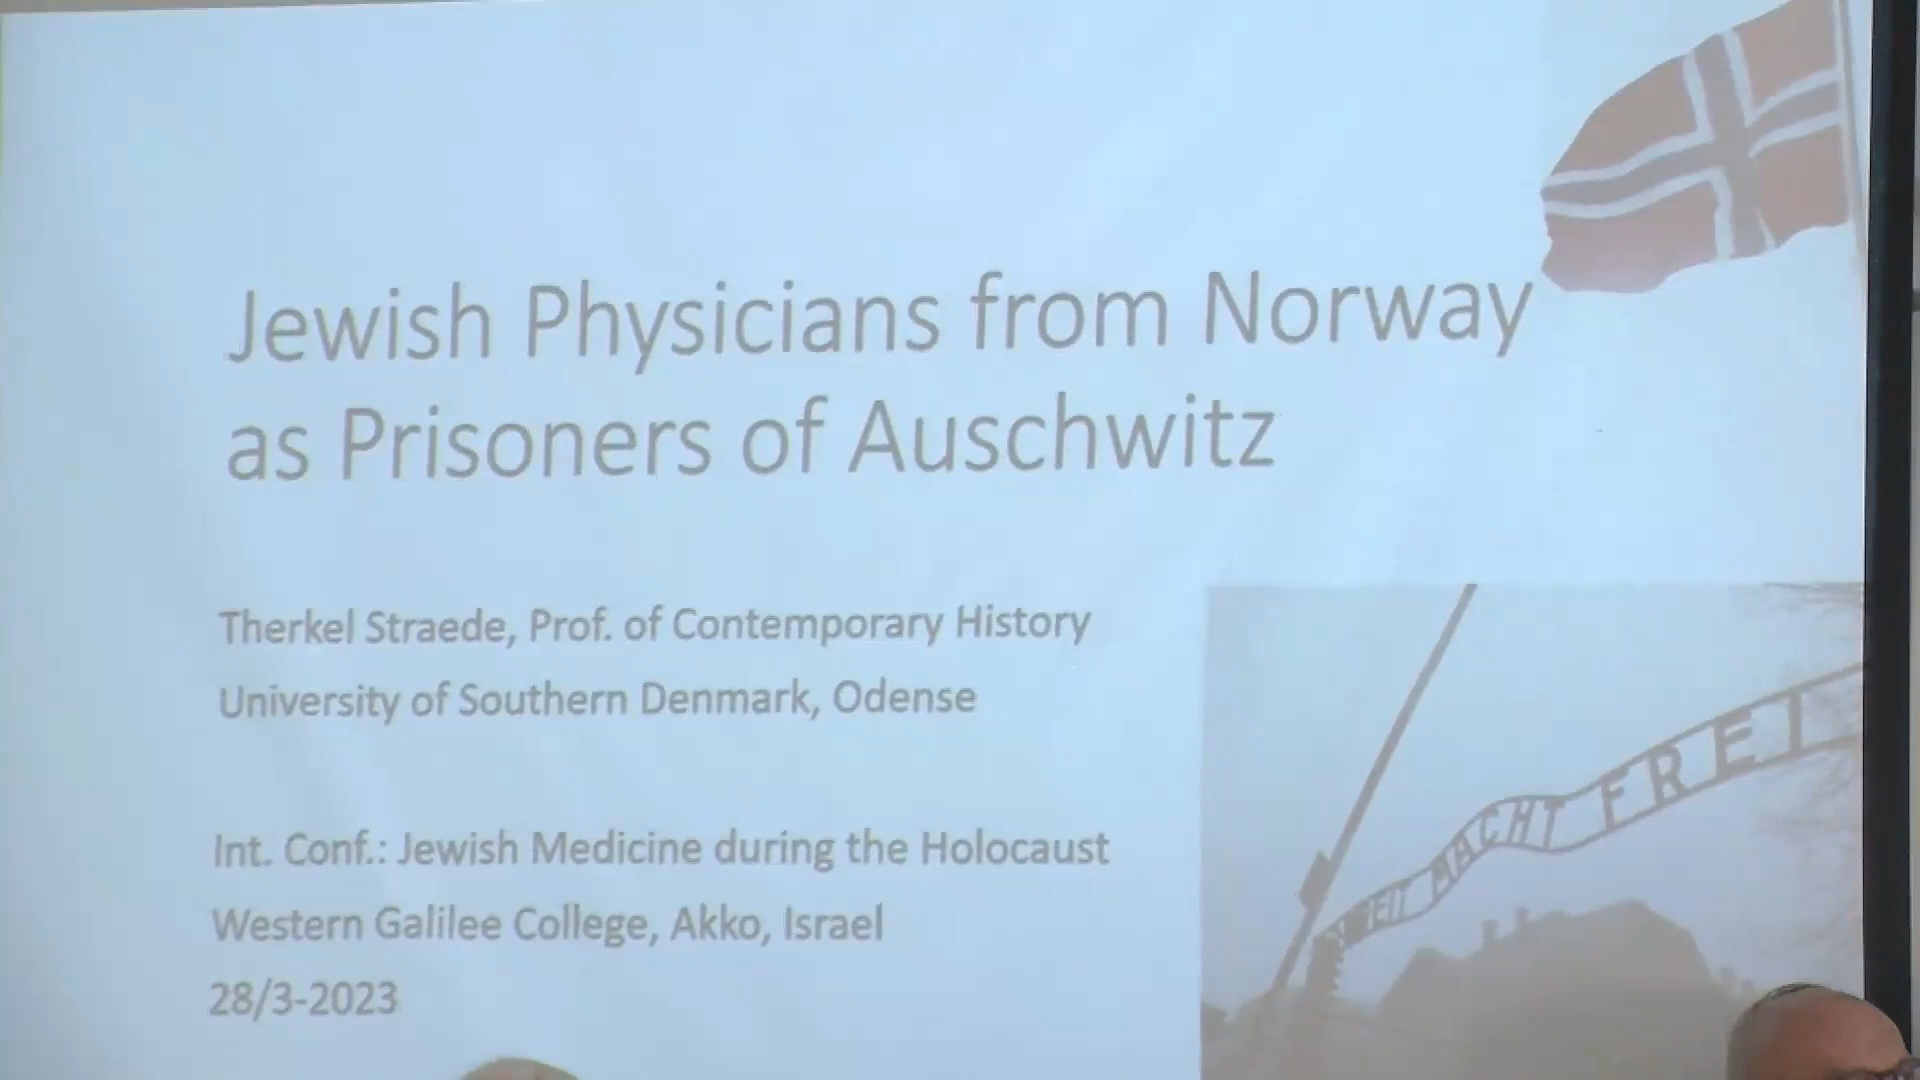 Jewish Physicians from Norway
as Prisoners of Auschwitz
Therkel Straede, Prof. of Contemporary History
University of Southern Denmark, Odense
Int. Conf.: Jewish Medicine during the Holocaust
Western Galilee College, Akko, Israel
28/3-2023
MACHT FREI